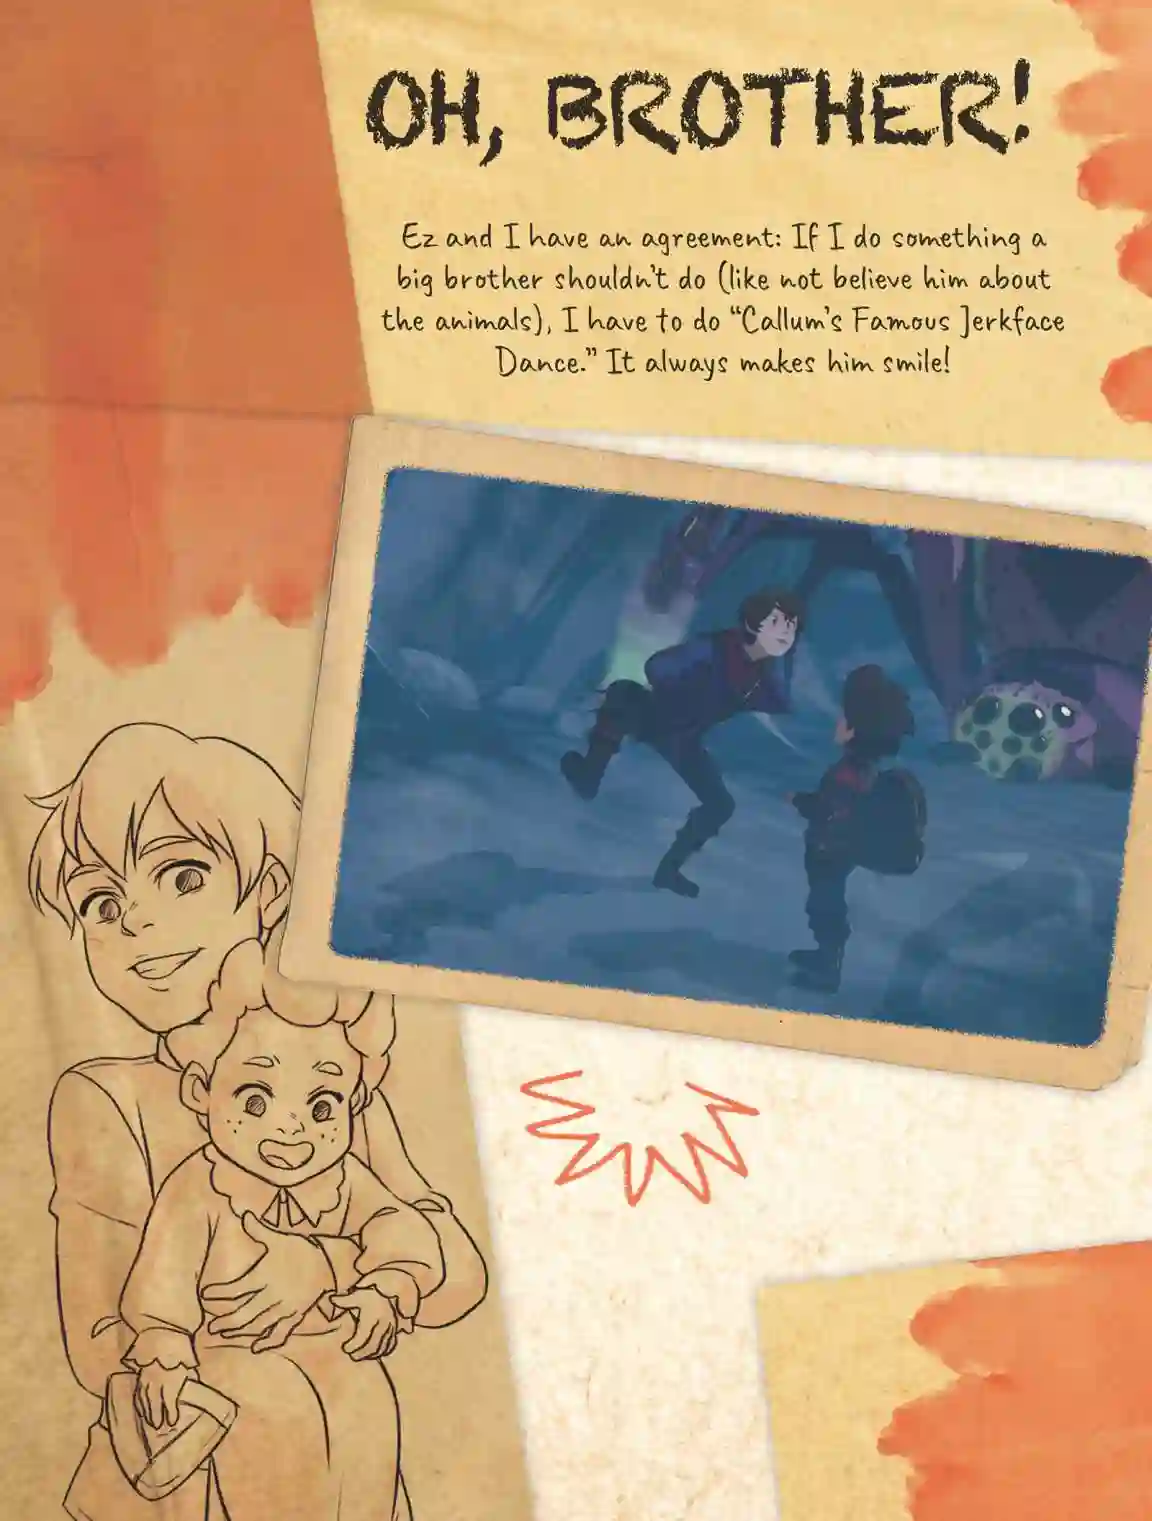 OH, BROTHER!
Ez and I have an agreement: If I do something a
big brother shouldn't do (like not believe him about
the animals), I have to do “Callum's Famous Jerkface
Dance.” It always makes him smile!